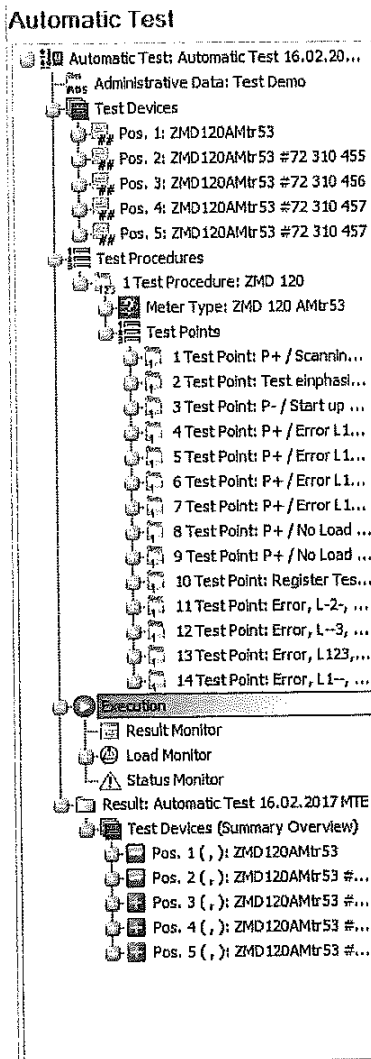 Automatic Test
Automatic Test: Automatic Test 16.02.20...
ADS Administrative Data: Test Demo
Test Devices
## Pos. 1: ZMD120AMtr53
## Pos. 2: ZMD120AMtr53 #72 310 455
## Pos. 3: ZMD120AMtr53 #72 310 456
## Pos. 4: ZMD120AMtr53 #72 310 457
## Pos. 5: ZMD120AMtr53 #72 310 457
Test Procedures
1 Test Procedure: ZMD 120
Meter Type: ZMD 120 AMtr53
Test Points
1 Test Point: P+ / Scannin...
2 Test Point: Test einphasi...
3 Test Point: P- / Start up ...
4 Test Point: P+ / Error L1...
5 Test Point: P+ / Error L1...
6 Test Point: P+ / Error L1...
7 Test Point: P+ / Error L1...
8 Test Point: P+ / No Load ...
9 Test Point: P+ / No Load ...
10 Test Point: Register Tes...
11 Test Point: Error, L-2-, ...
12 Test Point: Error, L--3, ...
13 Test Point: Error, L123,...
14 Test Point: Error, L1--, ...
Execution
Result Monitor
Load Monitor
Status Monitor
Result: Automatic Test 16.02.2017 MTE
Test Devices (Summary Overview)
Pos. 1 ( , ): ZMD120AMtr53
Pos. 2 ( , ): ZMD120AMtr53 #...
Pos. 3 ( , ): ZMD120AMtr53 #...
Pos. 4 ( , ): ZMD120AMtr53 #...
Pos. 5 ( , ): ZMD120AMtr53 #...